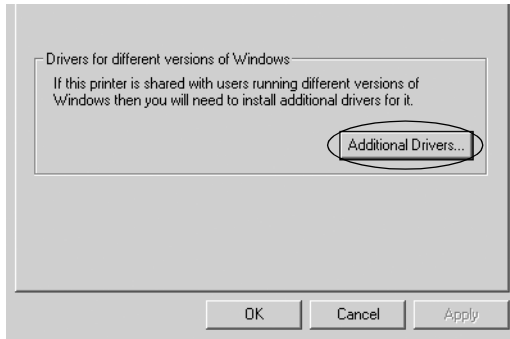 Drivers for different versions of Windows
If this printer is shared with users running different versions of
Windows then you will need to install additional drivers for it.
Additional Drivers...
OK Cancel Apply